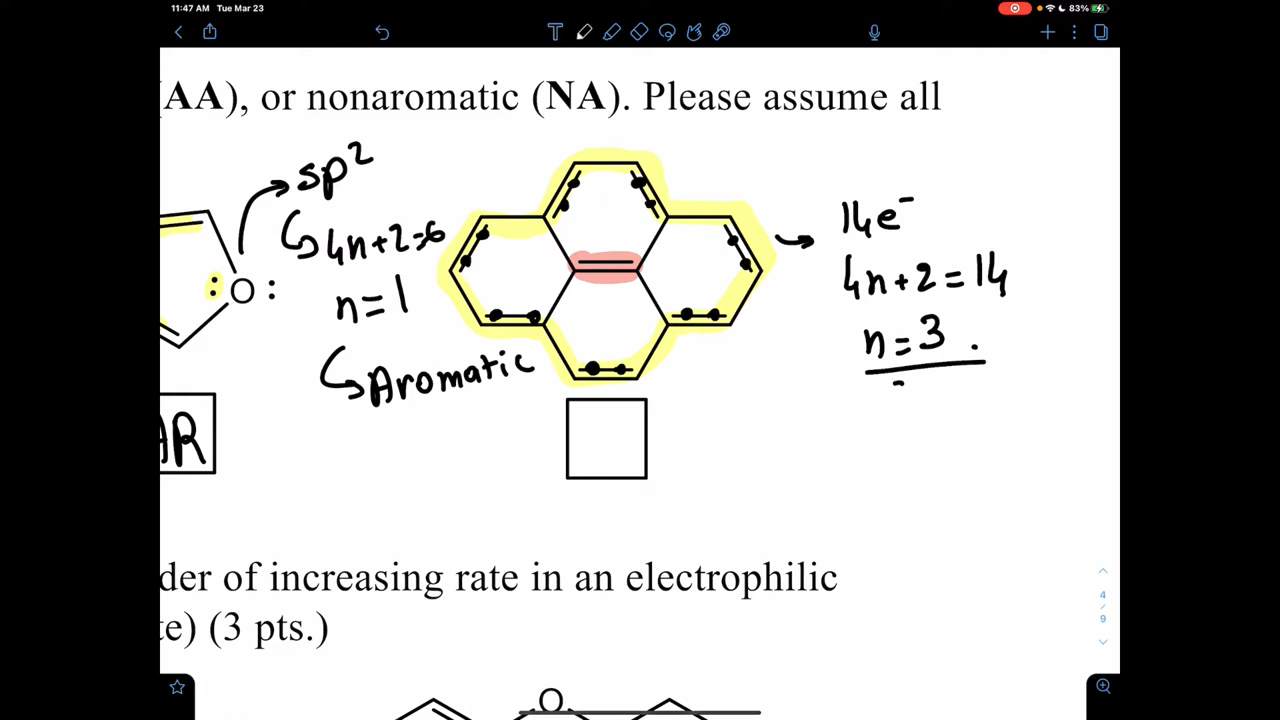 11:47 AM Tue Mar 23
83%
(AA), or nonaromatic (NA). Please assume all
sp²
4n+2=6
n=1
Aromatic
:O:
AR
14e⁻
4n+2=14
n=3.
der of increasing rate in an electrophilic
te) (3 pts.)
O
4
/
9
T